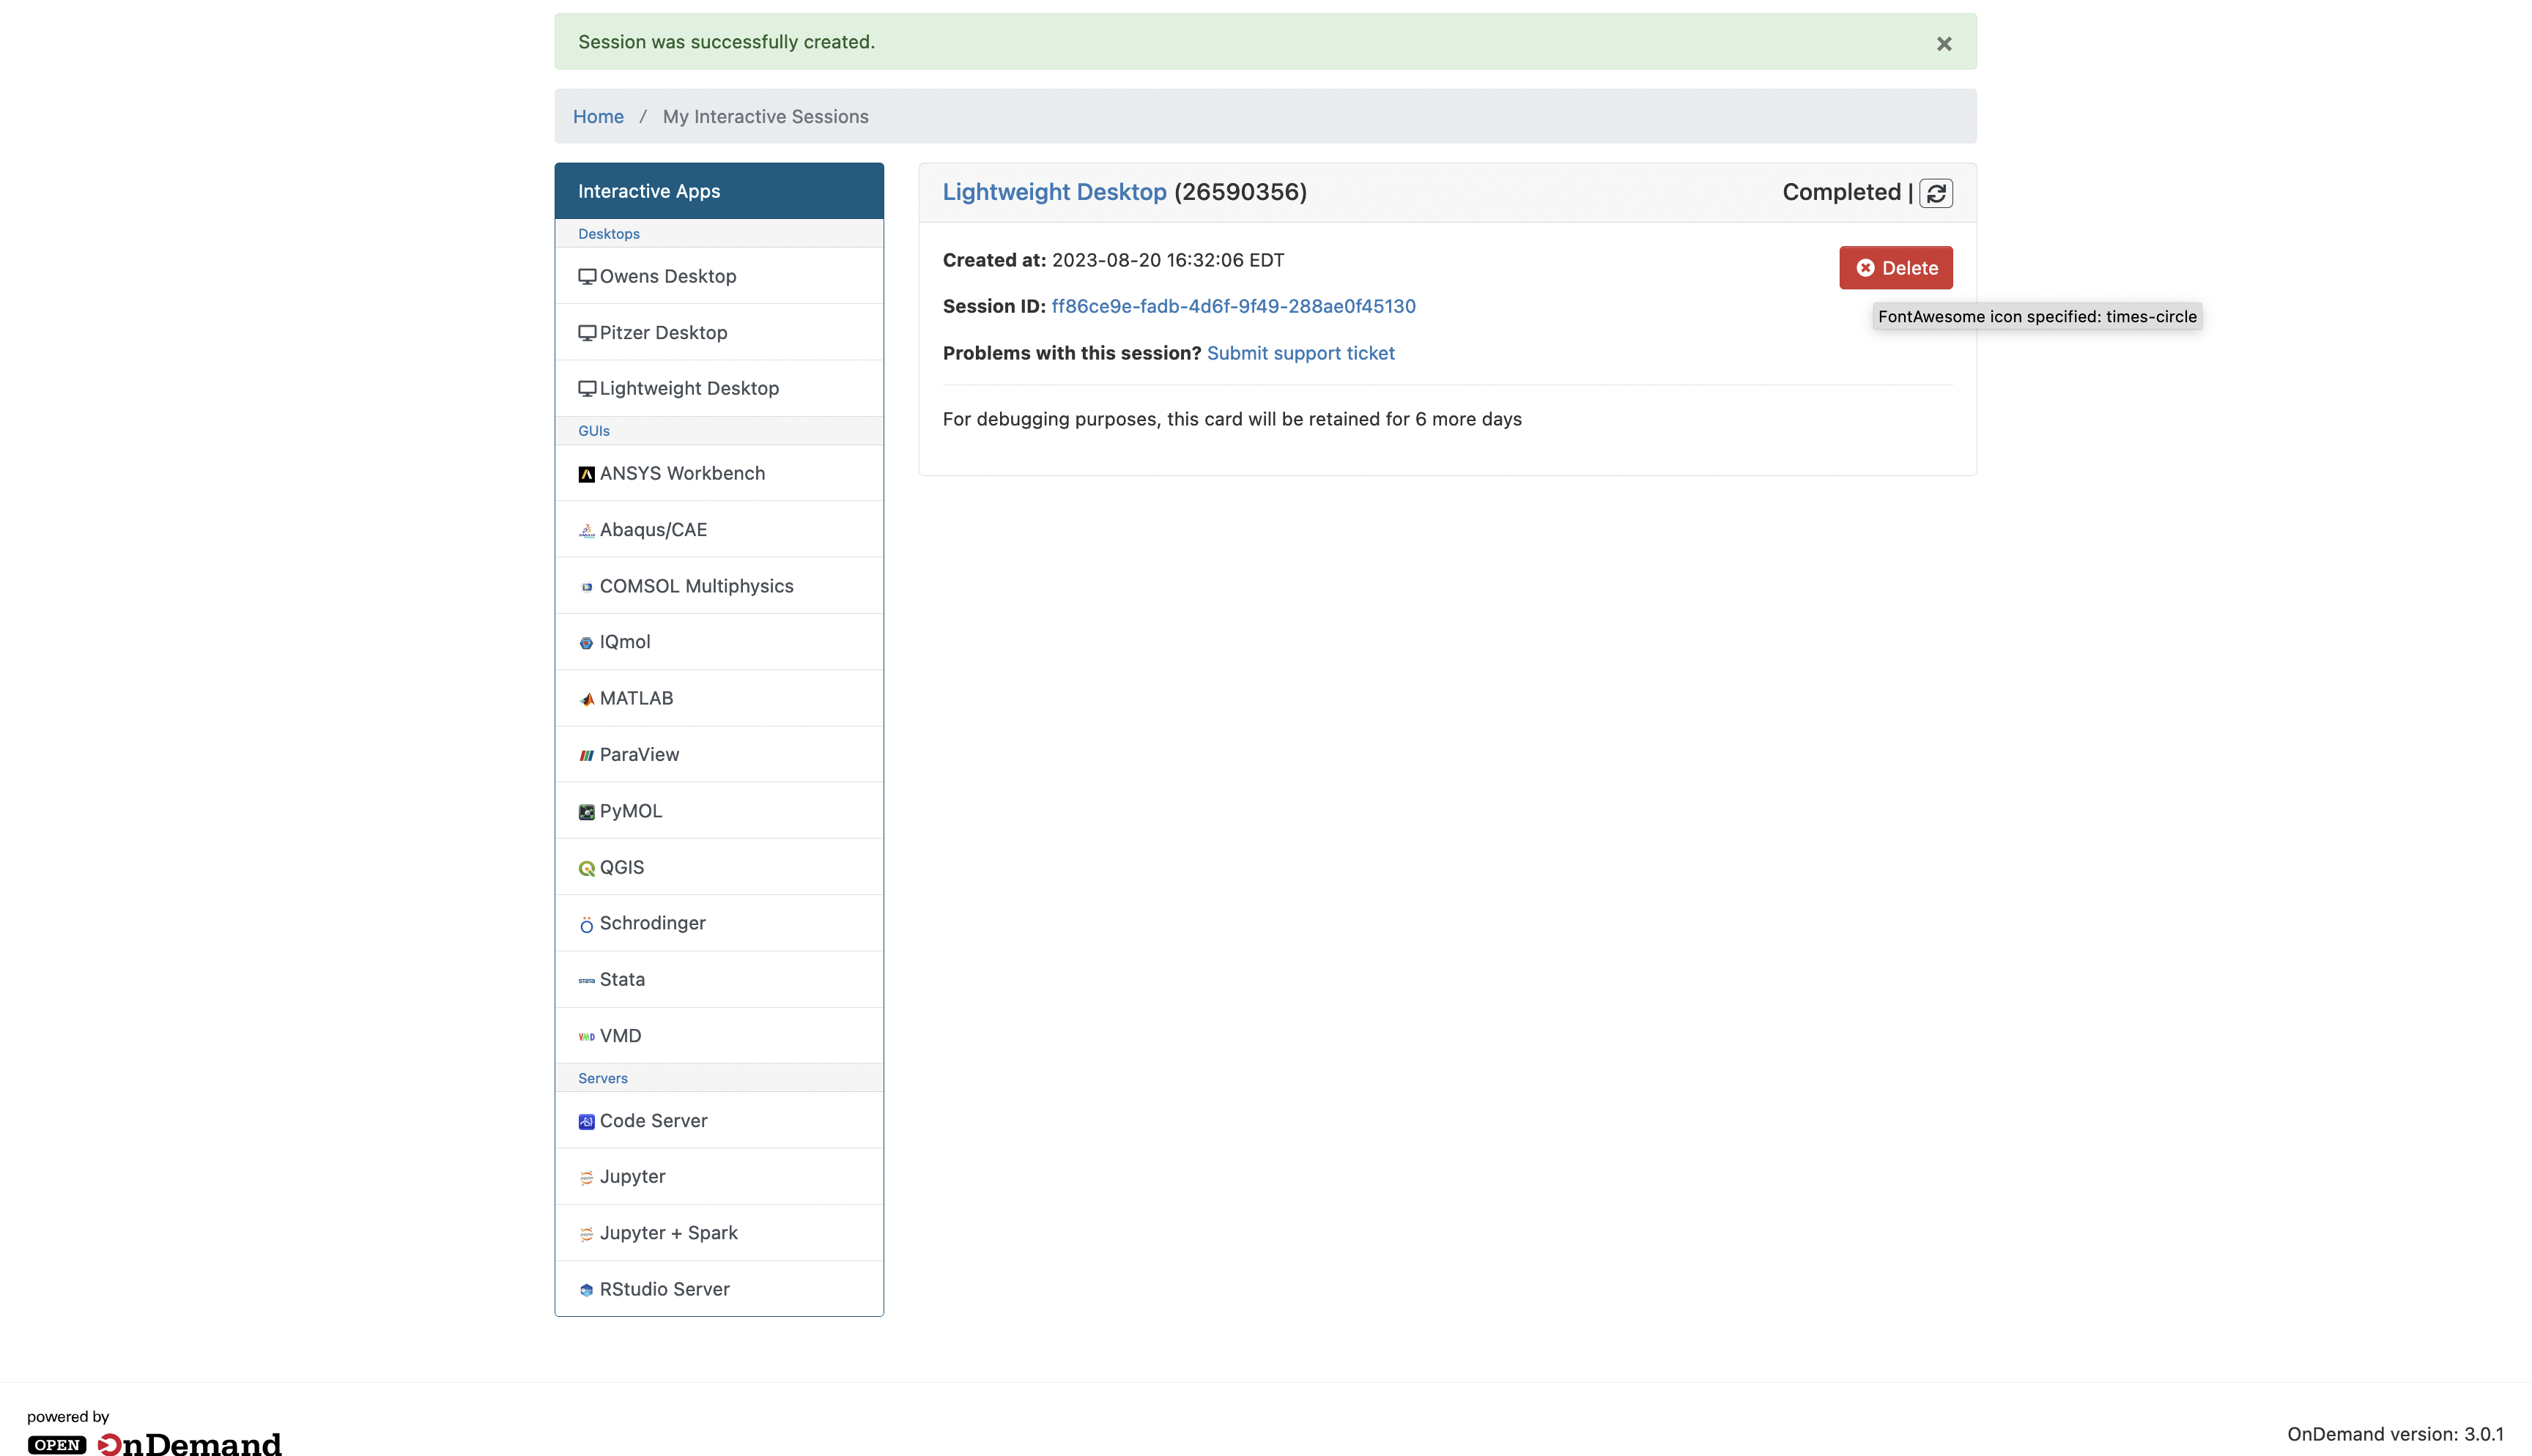 Session was successfully created.
Home / My Interactive Sessions
Interactive Apps
Desktops
Owens Desktop
Pitzer Desktop
Lightweight Desktop
GUIs
ANSYS Workbench
Abaqus/CAE
COMSOL Multiphysics
IQmol
MATLAB
ParaView
PyMOL
QGIS
Schrodinger
Stata
VMD
Servers
Code Server
Jupyter
Jupyter + Spark
RStudio Server
Lightweight Desktop (26590356)
Completed |
Created at: 2023-08-20 16:32:06 EDT
Delete
Session ID: ff86ce9e-fadb-4d6f-9f49-288ae0f45130
FontAwesome icon specified: times-circle
Problems with this session? Submit support ticket
For debugging purposes, this card will be retained for 6 more days
powered by
OPEN OnDemand
OnDemand version: 3.0.1